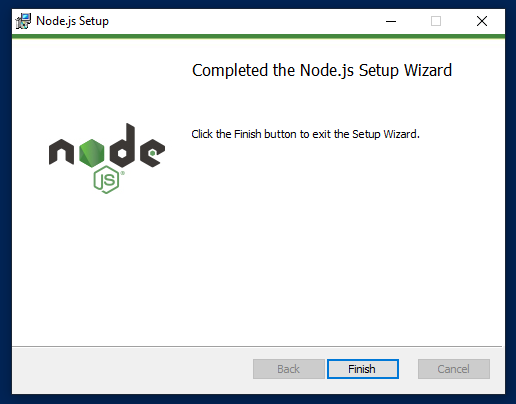 Node.js Setup
Completed the Node.js Setup Wizard
Click the Finish button to exit the Setup Wizard.
node
JS®
Back
Finish
Cancel